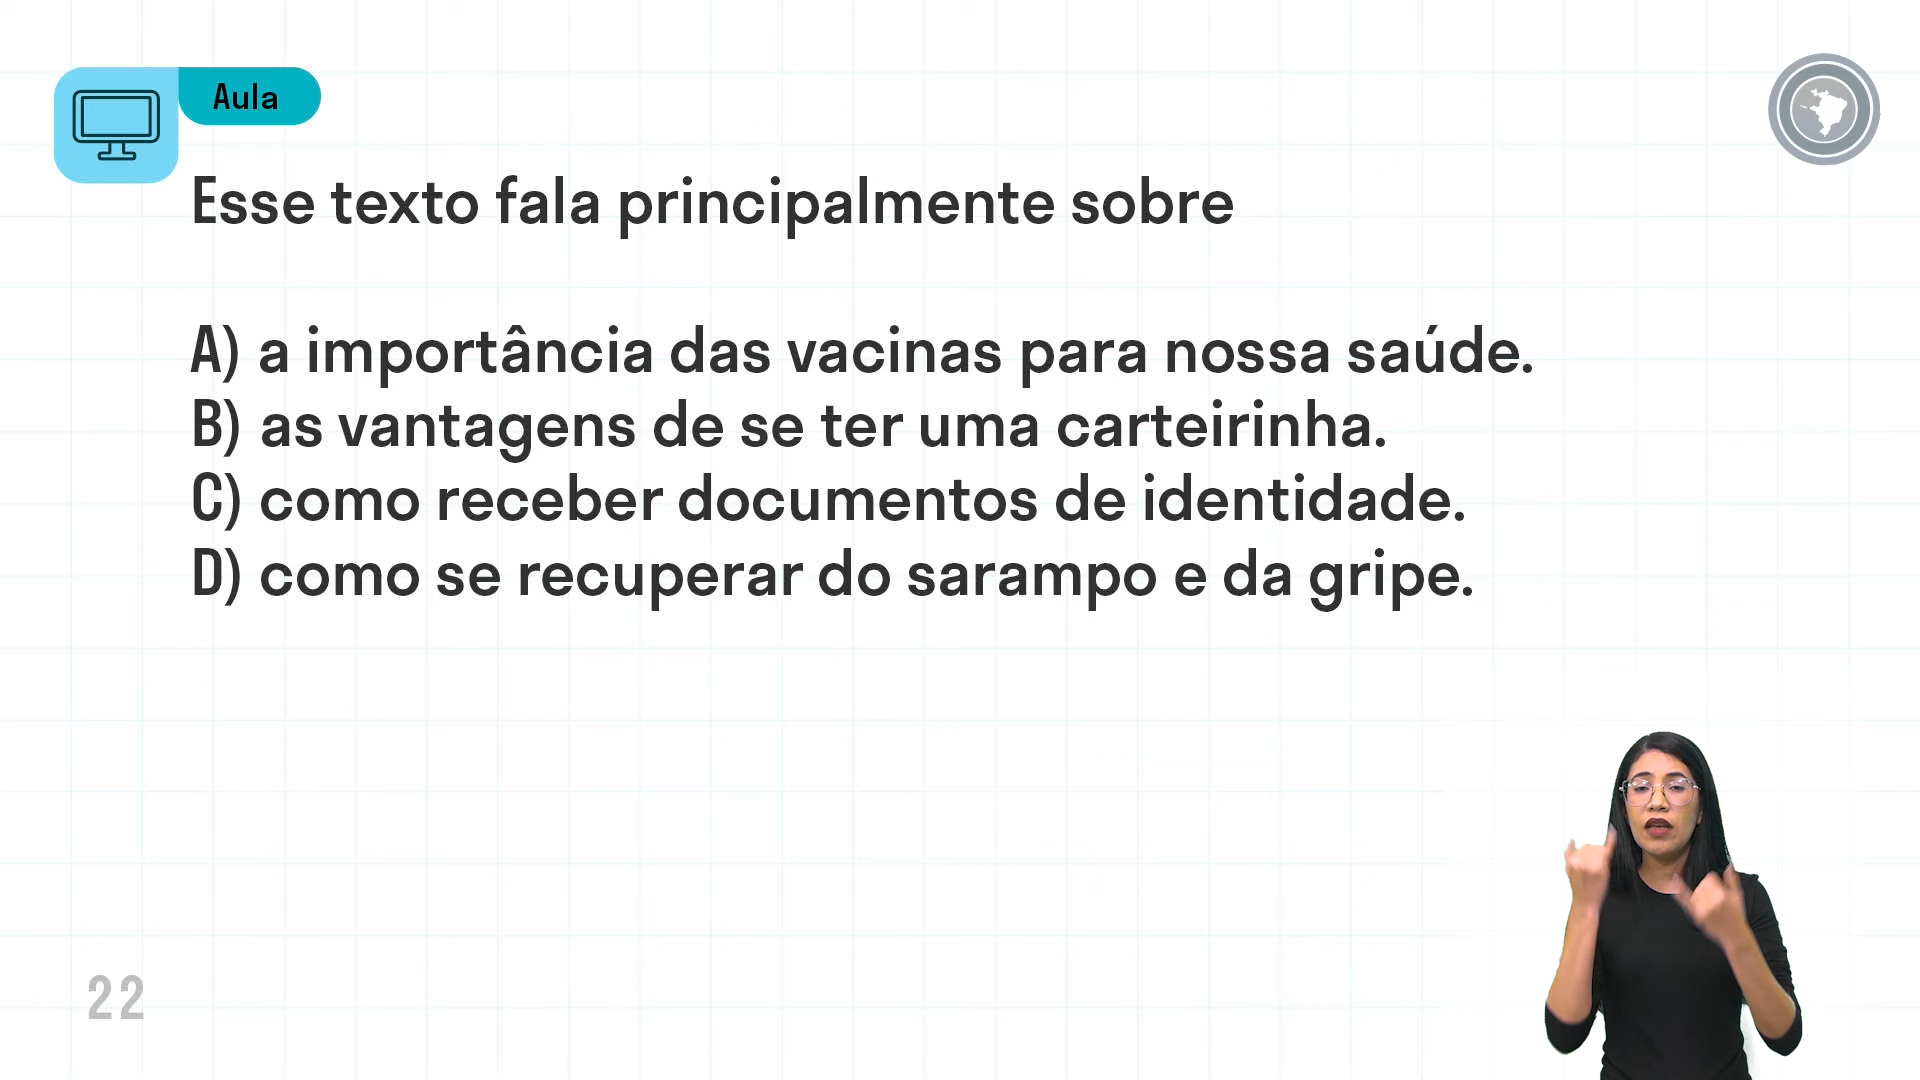 Aula
Esse texto fala principalmente sobre
A) a importância das vacinas para nossa saúde.
B) as vantagens de se ter uma carteirinha.
C) como receber documentos de identidade.
D) como se recuperar do sarampo e da gripe.
22